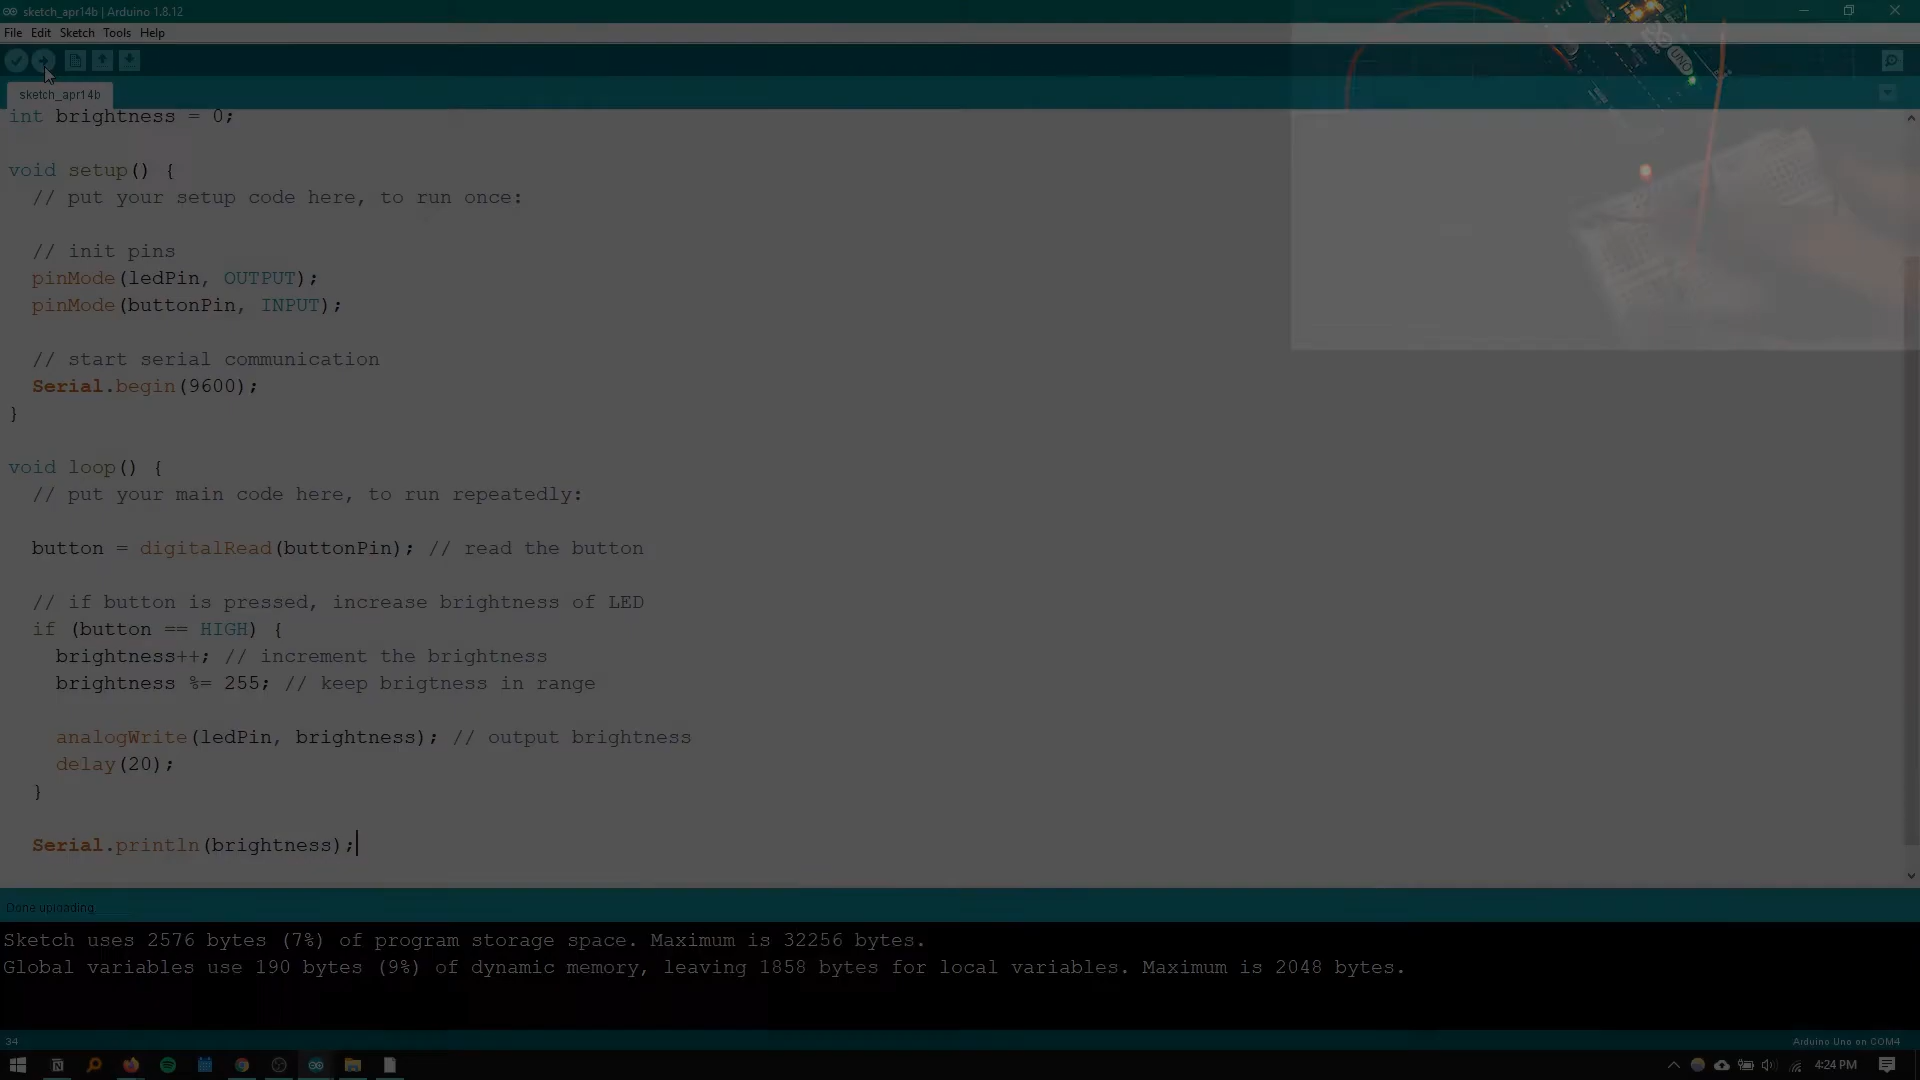 sketch_apr14b | Arduino 1.8.12
File Edit Sketch Tools Help
sketch_apr14b
int brightness = 0;
void setup() {
// put your setup code here, to run once:
// init pins
pinMode(ledPin, OUTPUT);
pinMode(buttonPin, INPUT);
// start serial communication
Serial.begin(9600);
}
void loop() {
// put your main code here, to run repeatedly:
button = digitalRead(buttonPin); // read the button
// if button is pressed, increase brightness of LED
if (button == HIGH) {
brightness++; // increment the brightness
brightness %= 255; // keep brigtness in range
analogWrite(ledPin, brightness); // output brightness
delay(20);
}
Serial.println(brightness);
UNO
Done uploading.
Sketch uses 2576 bytes (7%) of program storage space. Maximum is 32256 bytes.
Global variables use 190 bytes (9%) of dynamic memory, leaving 1858 bytes for local variables. Maximum is 2048 bytes.
34
Arduino Uno on COM4
4:24 PM